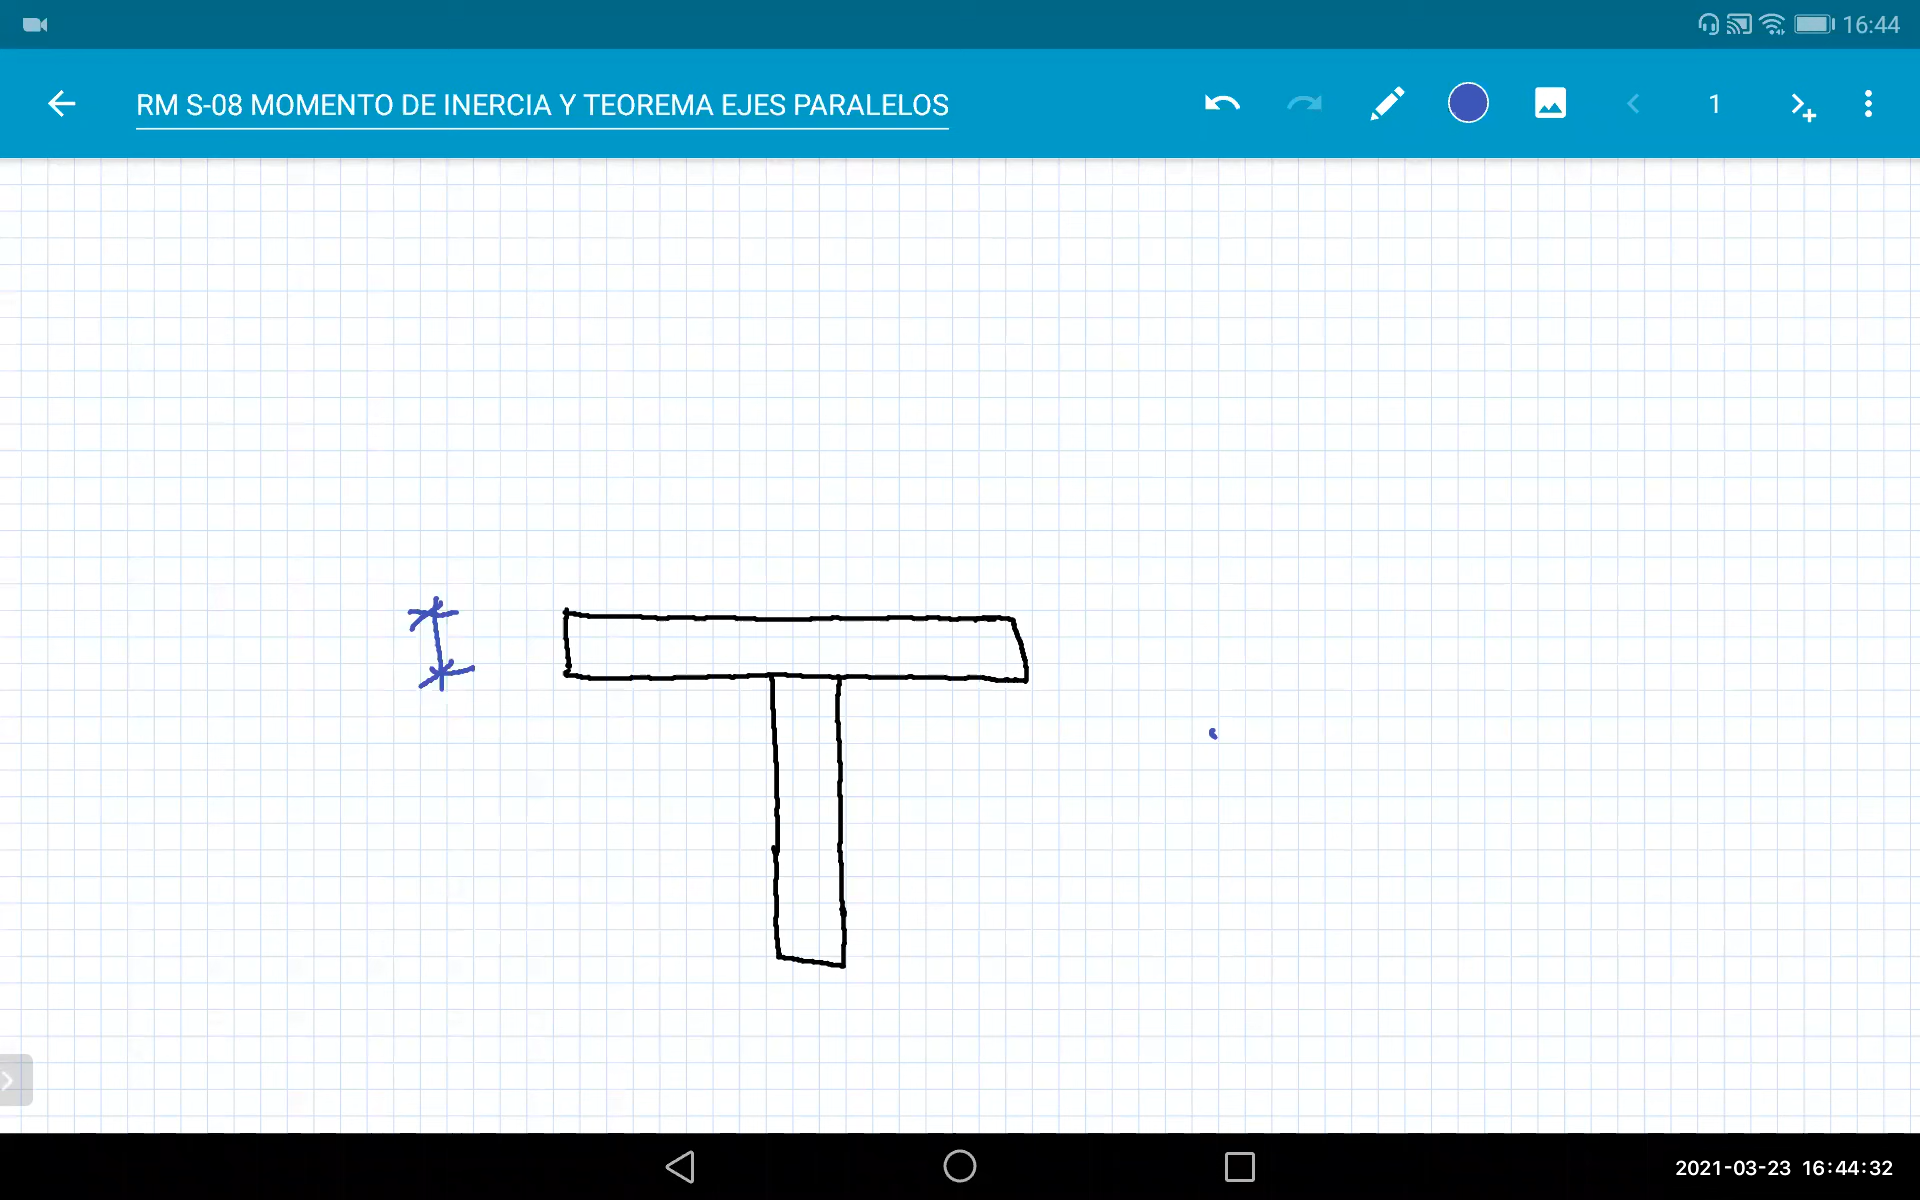 16:44
RM S-08 MOMENTO DE INERCIA Y TEOREMA EJES PARALELOS
1
2021-03-23 16:44:32